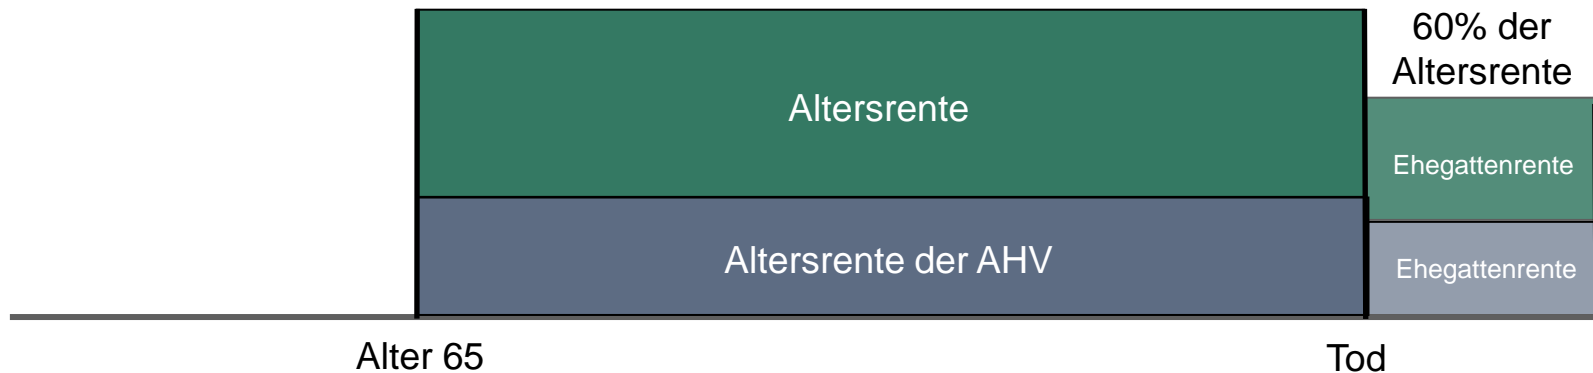 60% der
Altersrente
Altersrente
Ehegattenrente
Altersrente der AHV
Ehegattenrente
Alter 65
Tod